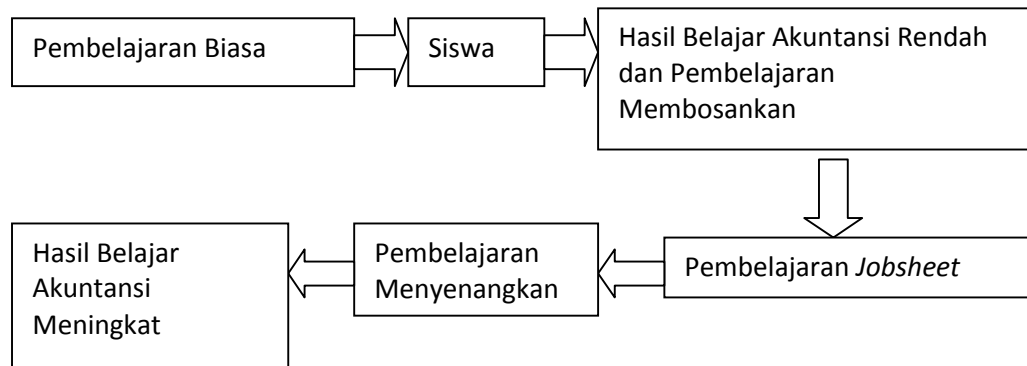 Pembelajaran Biasa
Siswa
Hasil Belajar Akuntansi Rendah
dan Pembelajaran
Membosankan
Pembelajaran Jobsheet
Pembelajaran
Menyenangkan
Hasil Belajar
Akuntansi
Meningkat